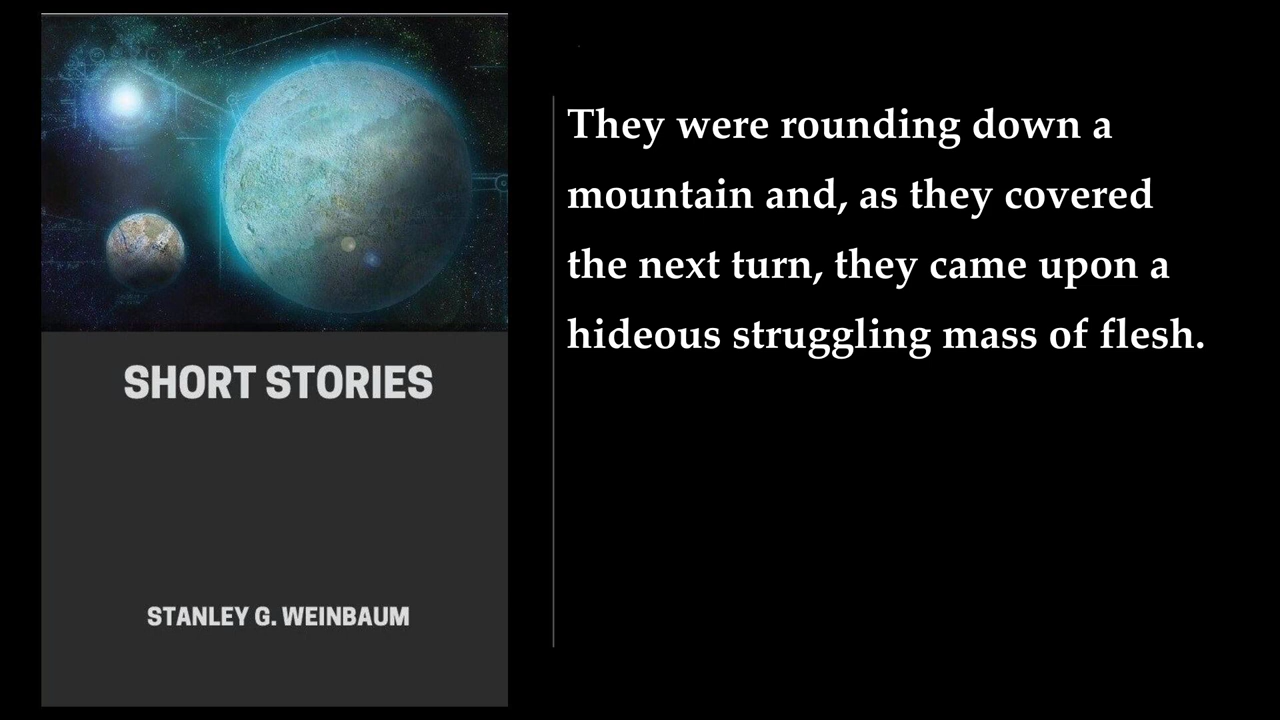 SHORT STORIES
STANLEY G. WEINBAUM
They were rounding down a
mountain and, as they covered
the next turn, they came upon a
hideous struggling mass of flesh.